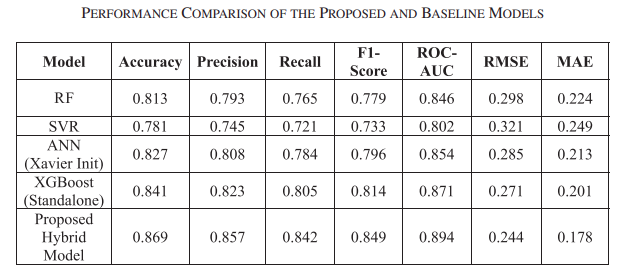 PERFORMANCE COMPARISON OF THE PROPOSED AND BASELINE MODELS
Model Accuracy Precision Recall F1-Score ROC-AUC RMSE MAE
RF 0.813 0.793 0.765 0.779 0.846 0.298 0.224
SVR 0.781 0.745 0.721 0.733 0.802 0.321 0.249
ANN (Xavier Init) 0.827 0.808 0.784 0.796 0.854 0.285 0.213
XGBoost (Standalone) 0.841 0.823 0.805 0.814 0.871 0.271 0.201
Proposed Hybrid Model 0.869 0.857 0.842 0.849 0.894 0.244 0.178